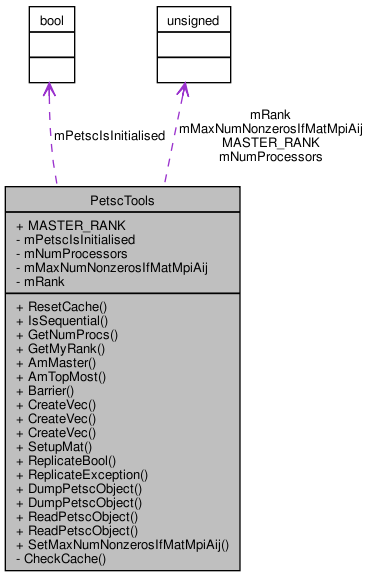 bool
unsigned
mPetscIsInitialised
mRank
mMaxNumNonzerosIfMatMpiAij
MASTER_RANK
mNumProcessors
PetscTools
+ MASTER_RANK
- mPetscIsInitialised
- mNumProcessors
- mMaxNumNonzerosIfMatMpiAij
- mRank
+ ResetCache()
+ IsSequential()
+ GetNumProcs()
+ GetMyRank()
+ AmMaster()
+ AmTopMost()
+ Barrier()
+ CreateVec()
+ CreateVec()
+ CreateVec()
+ SetupMat()
+ ReplicateBool()
+ ReplicateException()
+ DumpPetscObject()
+ DumpPetscObject()
+ ReadPetscObject()
+ ReadPetscObject()
+ SetMaxNumNonzerosIfMatMpiAij()
- CheckCache()